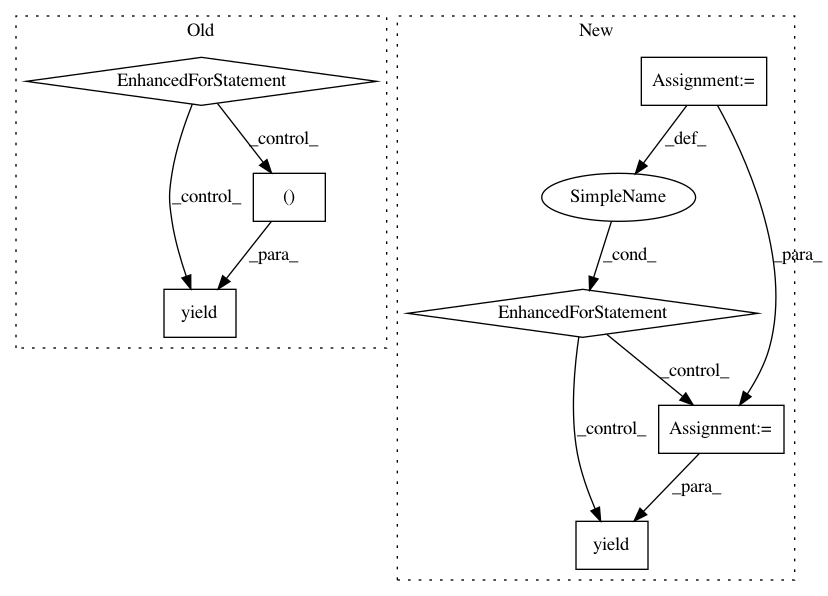 Old
New
EnhancedForStatement
Assignment:=
_control_
_def_
_control_
()
SimpleName
_para_
_cond_
_para_
yield
EnhancedForStatement
_control_
_control_
Assignment:=
_para_
yield